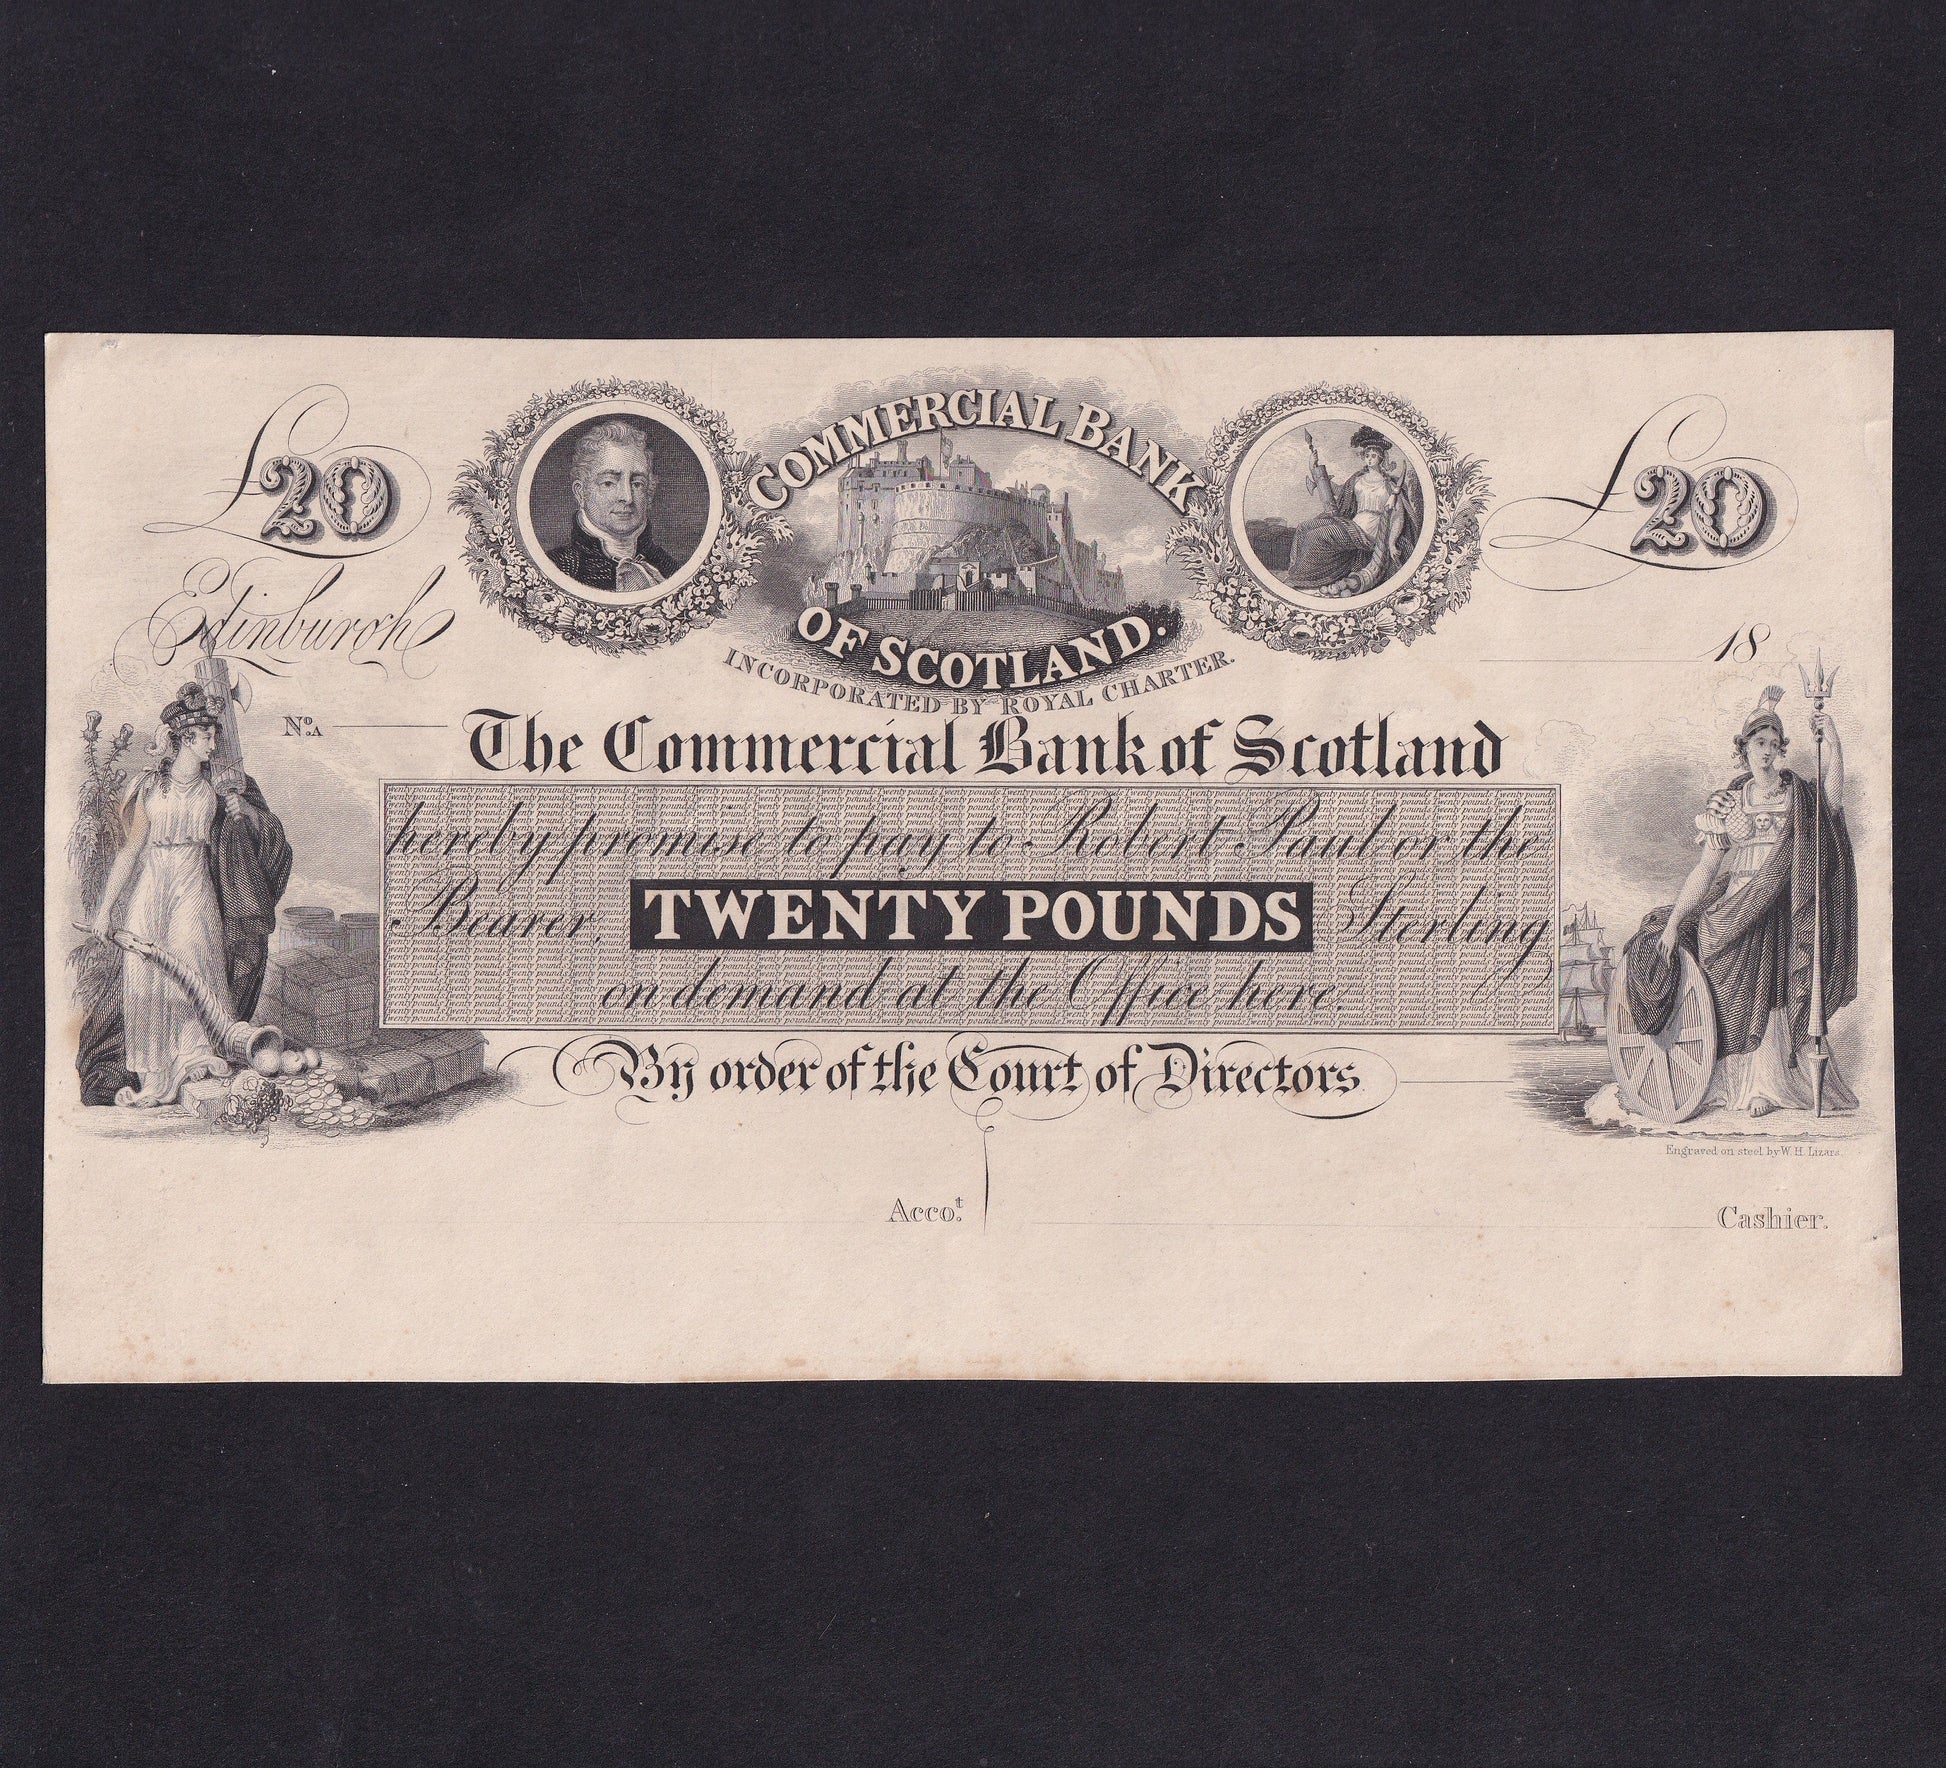 £20
COMMERCIAL BANK
OF SCOTLAND.
INCORPORATED BY ROYAL CHARTER.
£20
Edinburgh
18
No. A
The Commercial Bank of Scotland
hereby promise to pay to Robert Paul or the
Bearer, TWENTY POUNDS Sterling
on demand at the Office here.
By order of the Court of Directors
Engraved on steel by W. H. Lizars.
Accot.
Cashier.